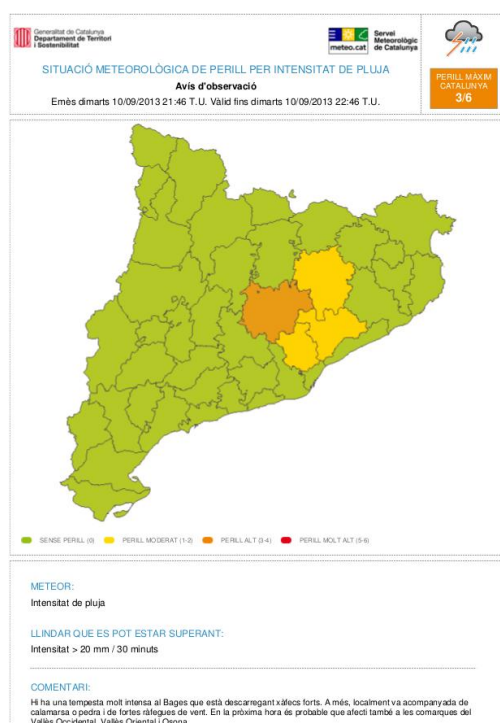 Generalitat de Catalunya
Departament de Territori
i Sostenibilitat
meteo.cat
Servei
Meteorològic
de Catalunya
SITUACIÓ METEOROLÒGICA DE PERILL PER INTENSITAT DE PLUJA
Avís d'observació
Emès dimarts 10/09/2013 21:46 T.U. Vàlid fins dimarts 10/09/2013 22:46 T.U.
PERILL MÀXIM
CATALUNYA
3/6
SENSE PERILL (0) PERILL MODERAT (1-2) PERILL ALT (3-4) PERILL MOLT ALT (5-6)
METEOR:
Intensitat de pluja
LLINDAR QUE ES POT ESTAR SUPERANT:
Intensitat > 20 mm / 30 minuts
COMENTARI:
Hi ha una tempesta molt intensa al Bages que està descarregant xàfecs forts. A més, localment va acompanyada de
calamarsa o pedra i de fortes ràfegues de vent. En la pròxima hora és probable que afecti també a les comarques del
Vallès Occidental, Vallès Oriental i Osona.